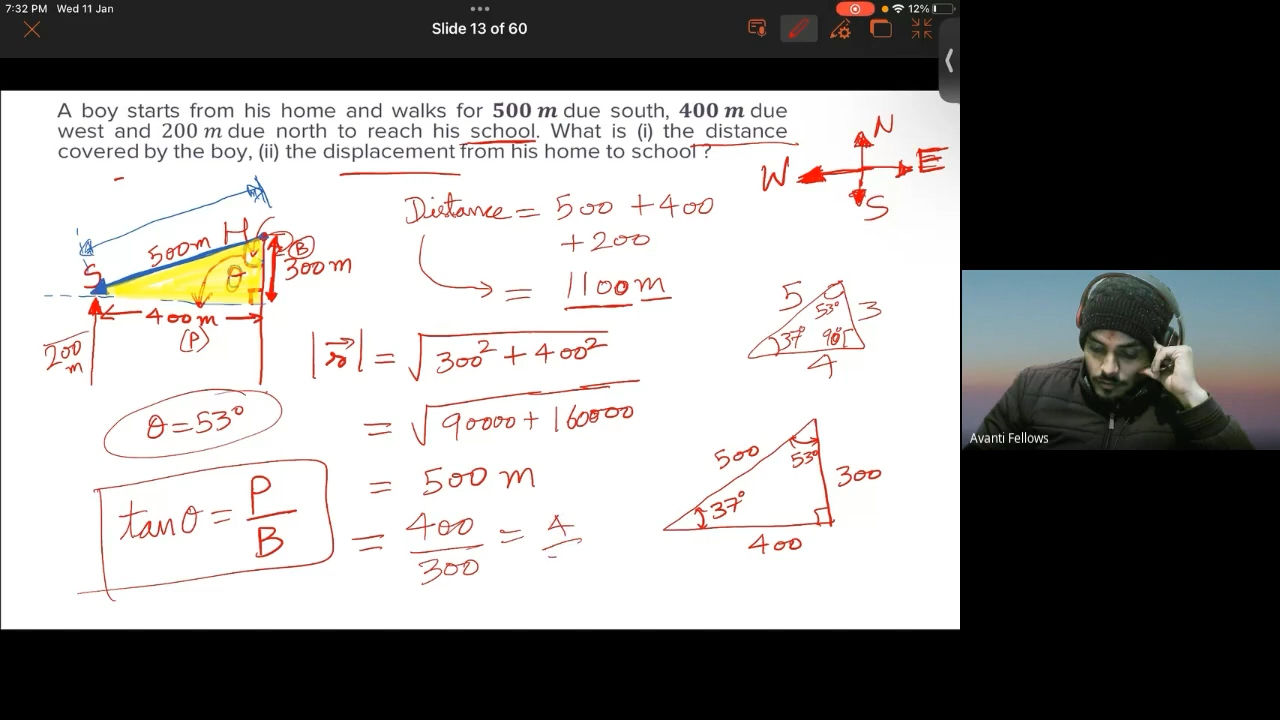 7:32 PM Wed 11 Jan
12%
Slide 13 of 60
A boy starts from his home and walks for 500 m due south, 400 m due
west and 200 m due north to reach his school. What is (i) the distance
covered by the boy, (ii) the displacement from his home to school ?
N
W E
S
Distance = 500 + 400
+ 200
= 1100 m
500m H
S θ
B
300 m
400 m
(P)
200
m
|r⃗| = √300² + 400²
= √90000 + 160000
= 500 m
= 400/300 = 4
θ = 53°
tanθ = P/B
5 53° 3
37° 90°
4
500 53° 300
37°
400
Avanti Fellows